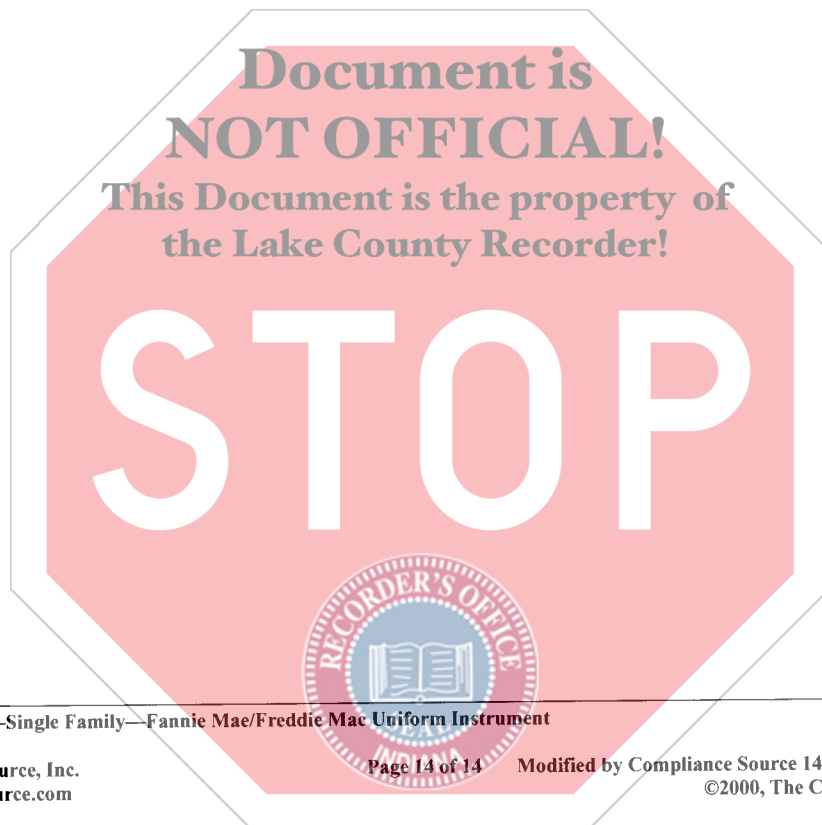 Document is
NOT OFFICIAL!
This Document is the property of
the Lake County Recorder!
STOP
RECORDER'S OFFICE
SEAL
INDIANA
-Single Family—Fannie Mae/Freddie Mac Uniform Instrument
urce, Inc.
Page 14 of 14
Modified by Compliance Source 14
urce.com
©2000, The C